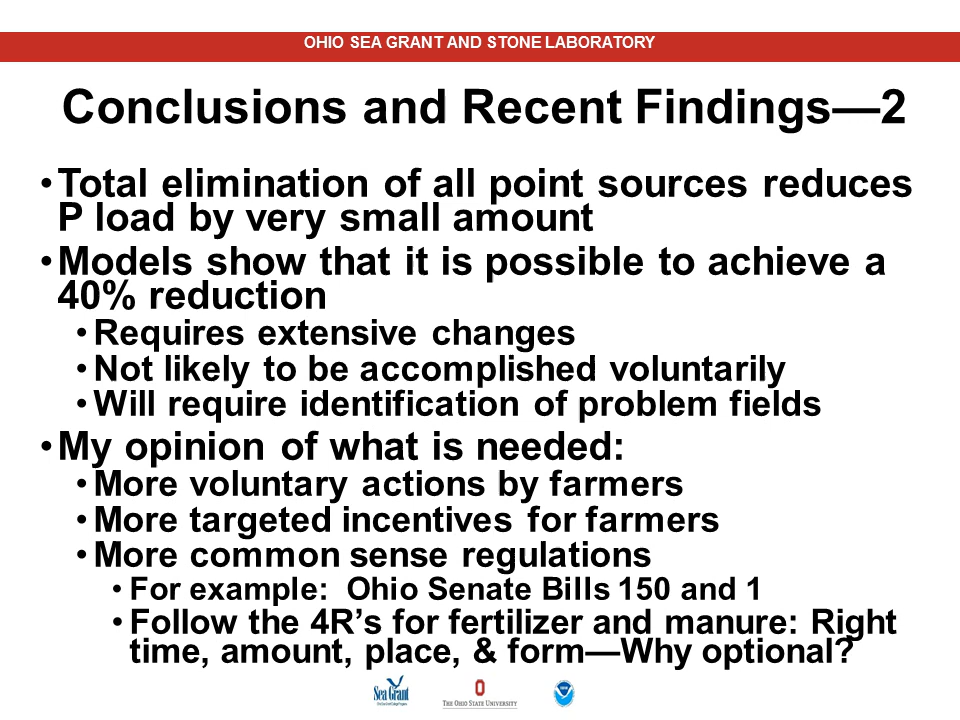 OHIO SEA GRANT AND STONE LABORATORY
Conclusions and Recent Findings—2
• Total elimination of all point sources reduces
P load by very small amount
• Models show that it is possible to achieve a
40% reduction
• Requires extensive changes
• Not likely to be accomplished voluntarily
• Will require identification of problem fields
• My opinion of what is needed:
• More voluntary actions by farmers
• More targeted incentives for farmers
• More common sense regulations
• For example: Ohio Senate Bills 150 and 1
• Follow the 4R’s for fertilizer and manure: Right
time, amount, place, & form—Why optional?
Sea Grant
THE OHIO STATE UNIVERSITY